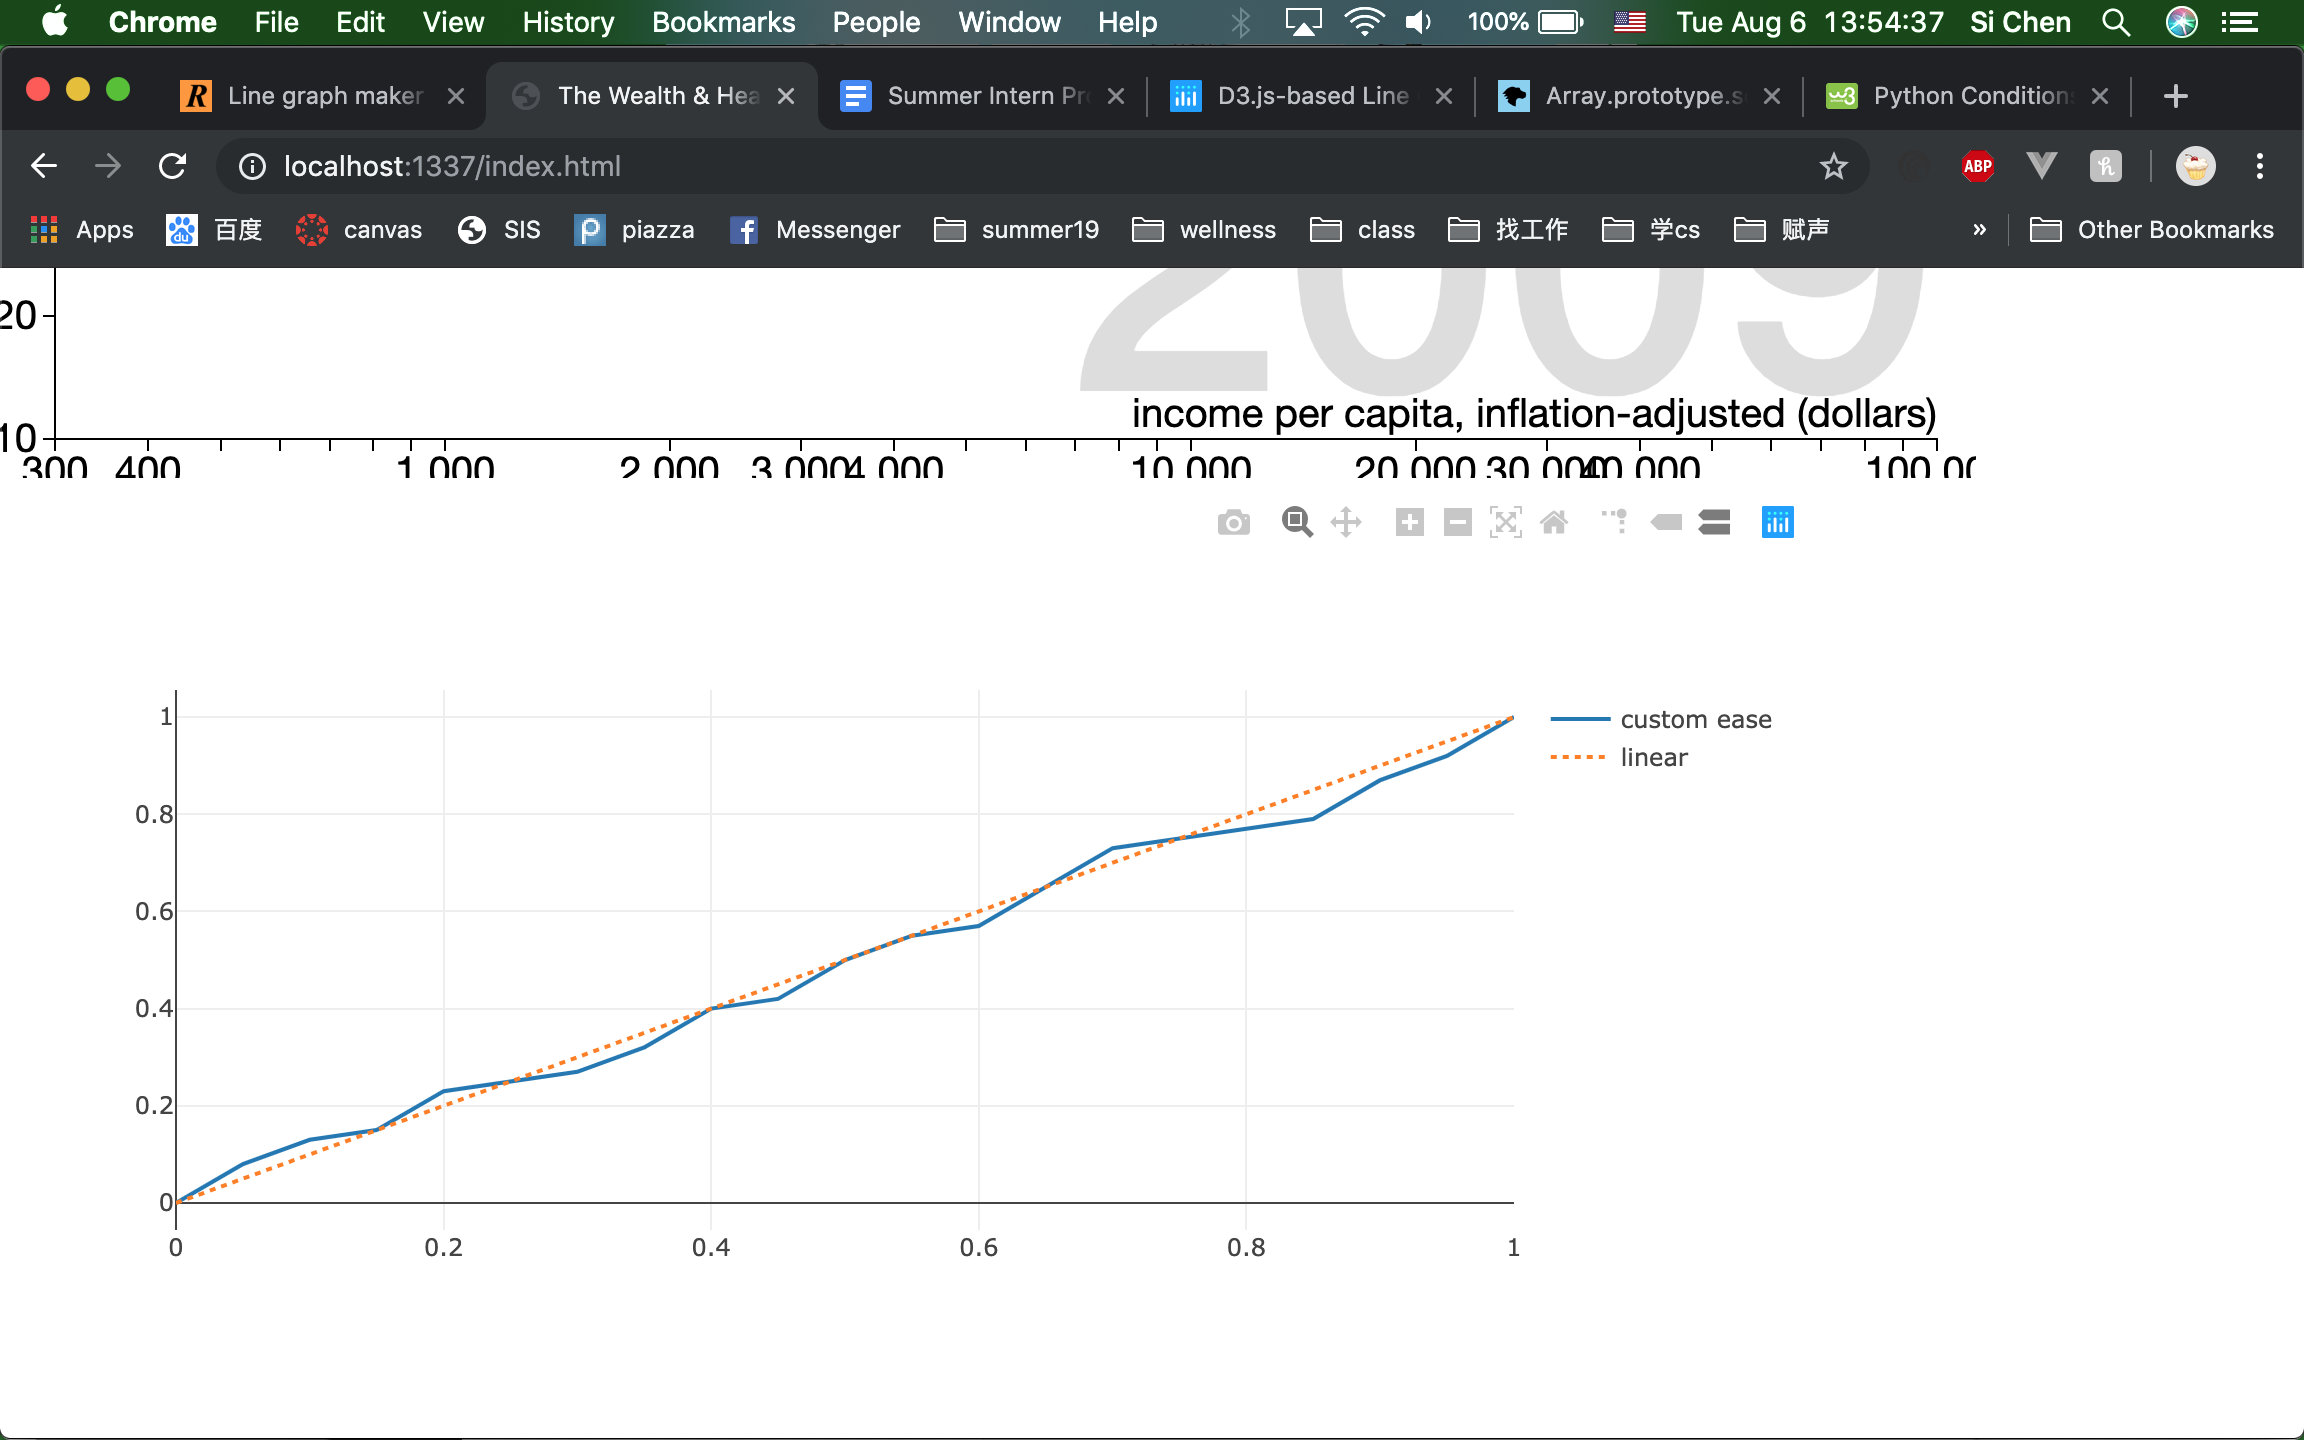 Chrome File Edit View History Bookmarks People Window Help 100% Tue Aug 6 13:54:37 Si Chen
R Line graph maker The Wealth & Hea Summer Intern Pr D3.js-based Line Array.prototype.s w3 Python Condition
localhost:1337/index.html ABP h
Apps du 百度 canvas SIS p piazza f Messenger summer19 wellness class 找工作 学cs 赋声 » Other Bookmarks
2009
20
income per capita, inflation-adjusted (dollars)
10
300 400 1 000 2 000 3 000 4 000 10 000 20 000 30 000 40 000 100 00
1 custom ease
linear
0.8
0.6
0.4
0.2
0
0 0.2 0.4 0.6 0.8 1